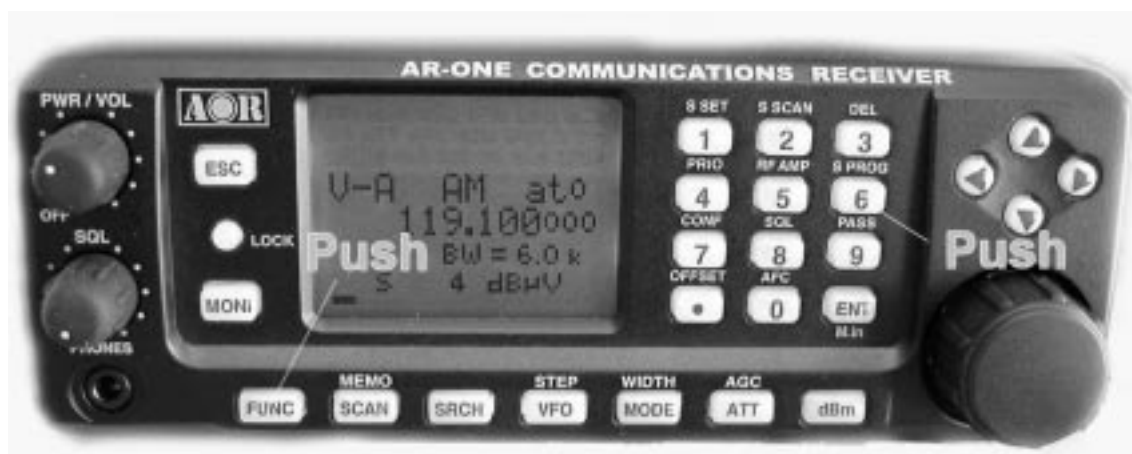 AR-ONE COMMUNICATIONS RECEIVER
PWR / VOL
AOR
S SET S SCAN DEL
1 2 3
ESC
PRIO RF AMP S PROG
V-A AM ato
4 5 6
OFF
119.100000
CONF SQL PASS
SQL
LOCK
Push
BW = 6.0 k
7 8 9
Push
S 4 dBμV
OFFSET AFC
MONi
• 0 ENT
M.in
PHONES
MEMO STEP WIDTH AGC
FUNC SCAN SRCH VFO MODE ATT dBm